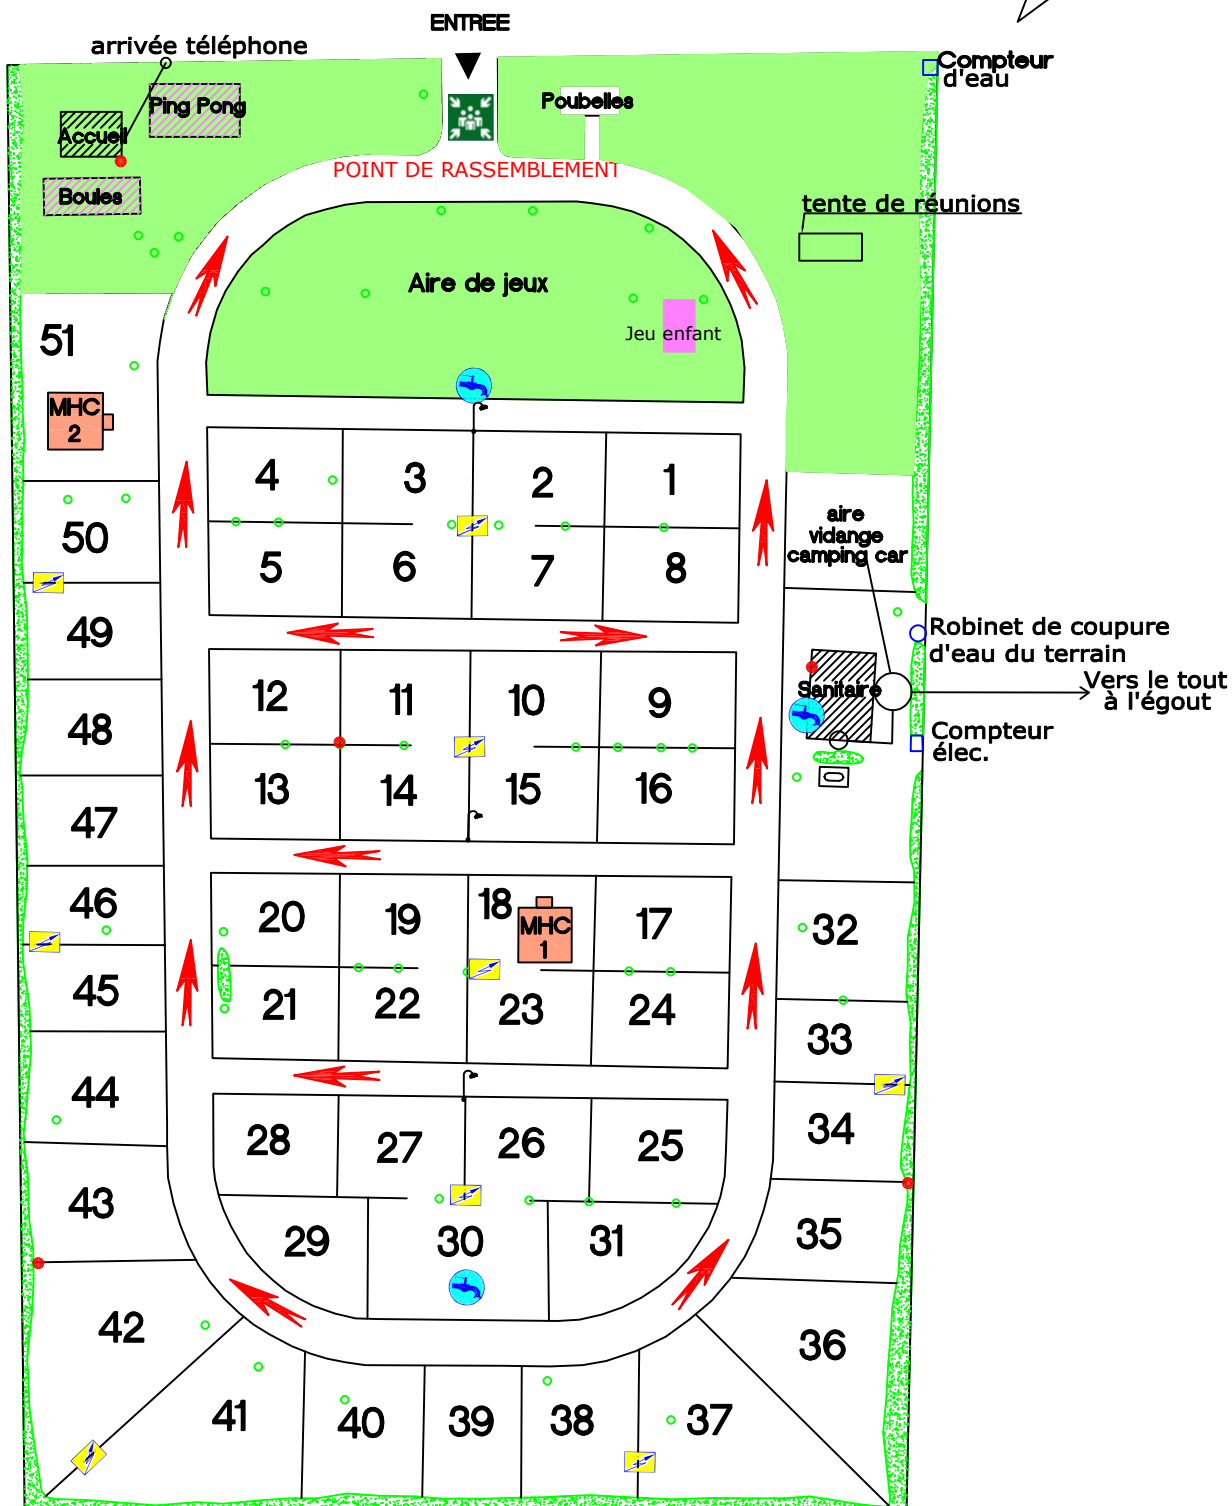 ENTREE
arrivée téléphone
Compteur
d'eau
Ping Pong
Poubelles
Accueil
POINT DE RASSEMBLEMENT
Boules
tente de réunions
Aire de jeux
Jeu enfant
51
MHC
2
4
3
2
1
50
aire
vidange
camping car
5
6
7
8
49
Robinet de coupure
d'eau du terrain
12
11
10
9
Sanitaire
Vers le tout
à l'égout
48
Compteur
élec.
13
14
15
16
47
46
20
19
18
MHC
1
17
32
45
21
22
23
24
33
44
28
27
26
25
34
43
29
30
31
35
42
36
41
40
39
38
37